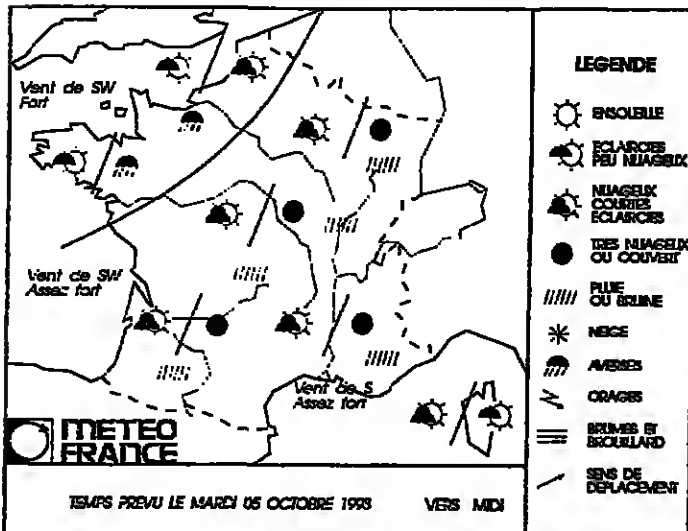 Vent de SW
Fort
Vent de SW
Assez fort
Vent de S
Assez fort
METEO
FRANCE
TEMPS PREVU LE MARDI 05 OCTOBRE 1993 VERS MIDI
LEGENDE
ENSOLEILLE
ECLAIRCIES
PEU NUAGEUX
NUAGEUX
COURTES
ECLAIRCIES
TRES NUAGEUX
OU COUVERT
PLUIE
OU BRUINE
NEIGE
AVERSES
ORAGES
BRUMES ET
BROUILLARD
SENS DE
DEPLACEMENT